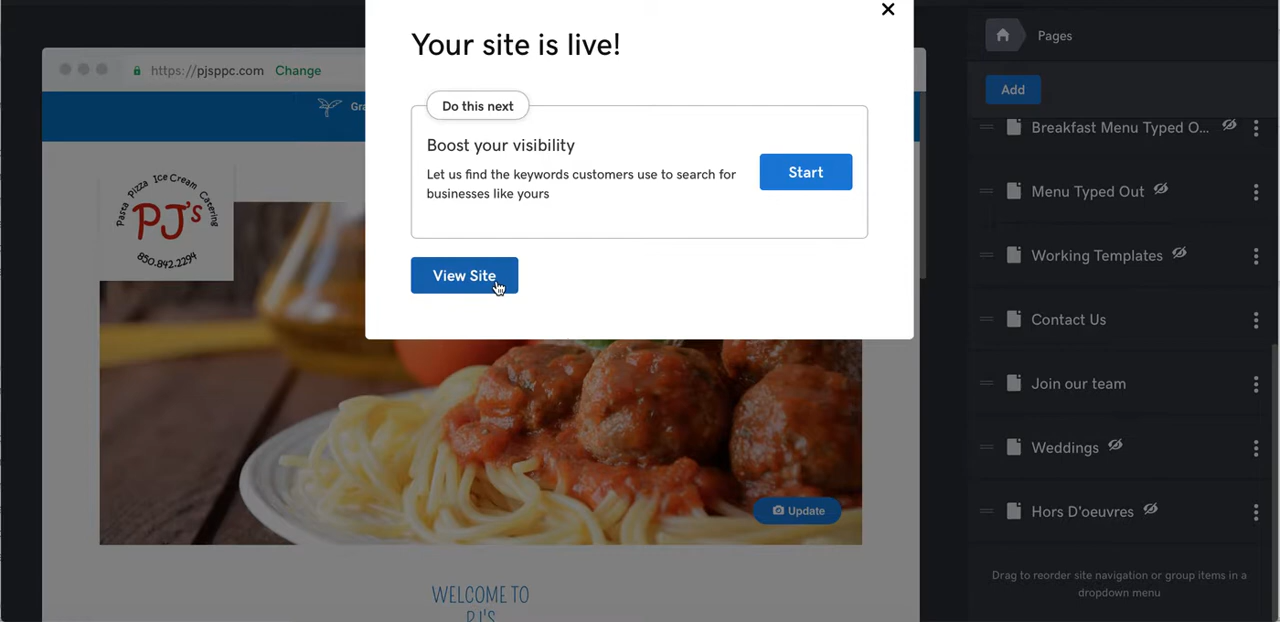 Your site is live!
Do this next
Boost your visibility
Let us find the keywords customers use to search for
businesses like yours
Start
View Site
https://pjsppc.com Change
Gra
Pasta Pizza Ice Cream Catering
PJ's
850.842.2294
Update
WELCOME TO
PJ'S
Pages
Add
Breakfast Menu Typed O...
Menu Typed Out
Working Templates
Contact Us
Join our team
Weddings
Hors D'oeuvres
Drag to reorder site navigation or group items in a
dropdown menu